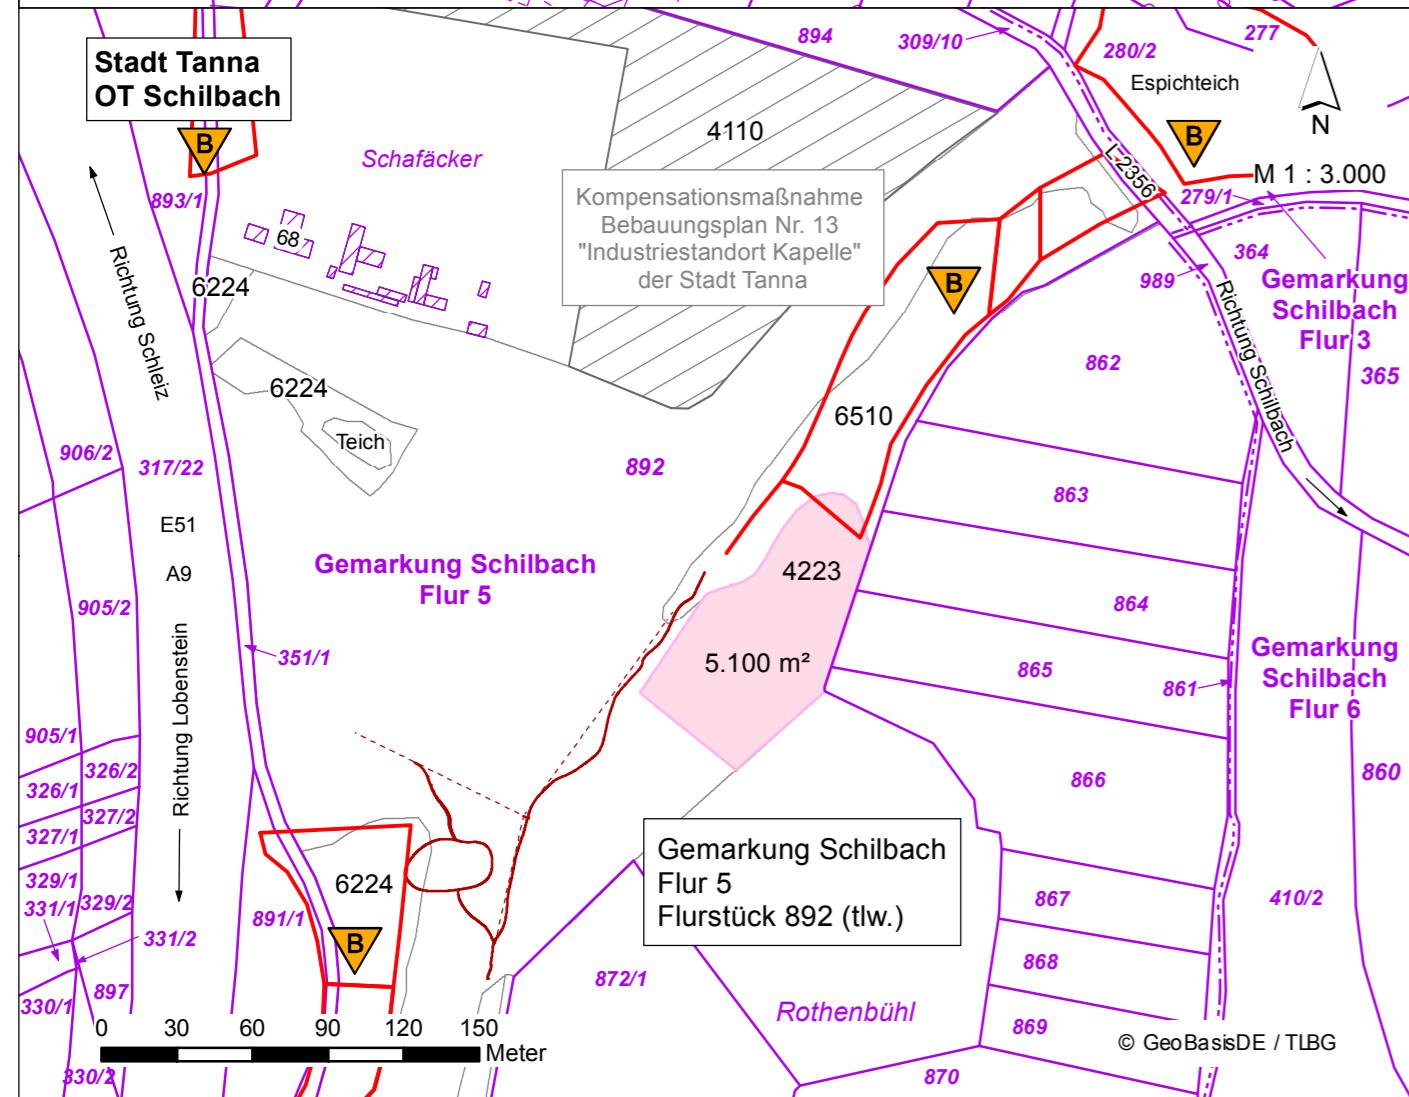 Stadt Tanna
OT Schilbach
B
893/1
Schafäcker
68
6224
Richtung Schleiz
894
309/10
277
280/2
Espichteich
B
N
M 1 : 3.000
4110
Kompensationsmaßnahme
Bebauungsplan Nr. 13
"Industriestandort Kapelle"
der Stadt Tanna
L 2356
279/1
364
989
Gemarkung
Schilbach
Flur 3
Richtung Schilbach
365
B
862
6224
Teich
6510
906/2
317/22
892
863
E51
A9
Gemarkung Schilbach
Flur 5
4223
905/2
864
351/1
5.100 m²
865
861
Gemarkung
Schilbach
Flur 6
Richtung Lobenstein
905/1
326/2
326/1
327/2
327/1
866
860
329/1
329/2
331/1
331/2
330/1
897
330/2
891/1
6224
B
Gemarkung Schilbach
Flur 5
Flurstück 892 (tlw.)
867
410/2
868
872/1
Rothenbühl
869
870
0 30 60 90 120 150
Meter
© GeoBasisDE / TLBG